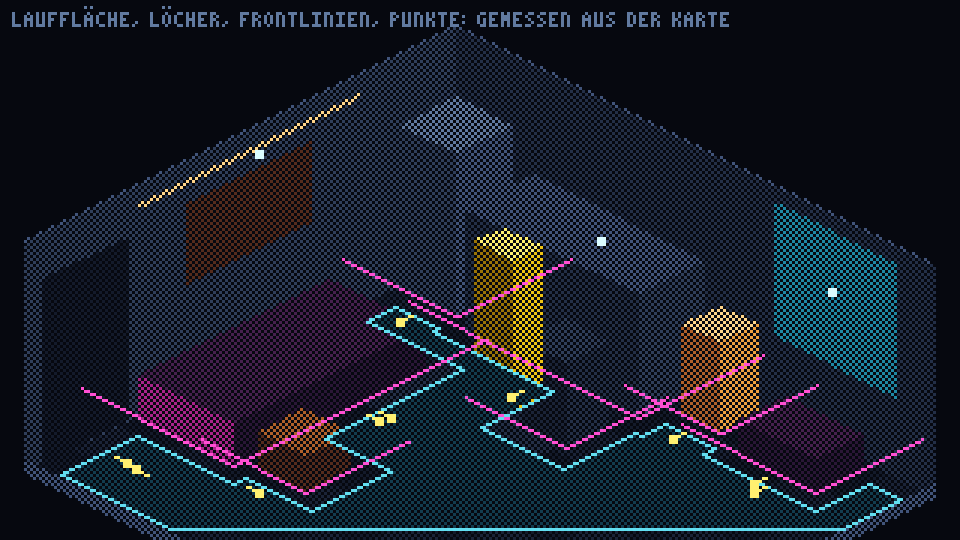 LAUFFLÄCHE, LÖCHER, FRONTLINIEN, PUNKTE: GEMESSEN AUS DER KARTE